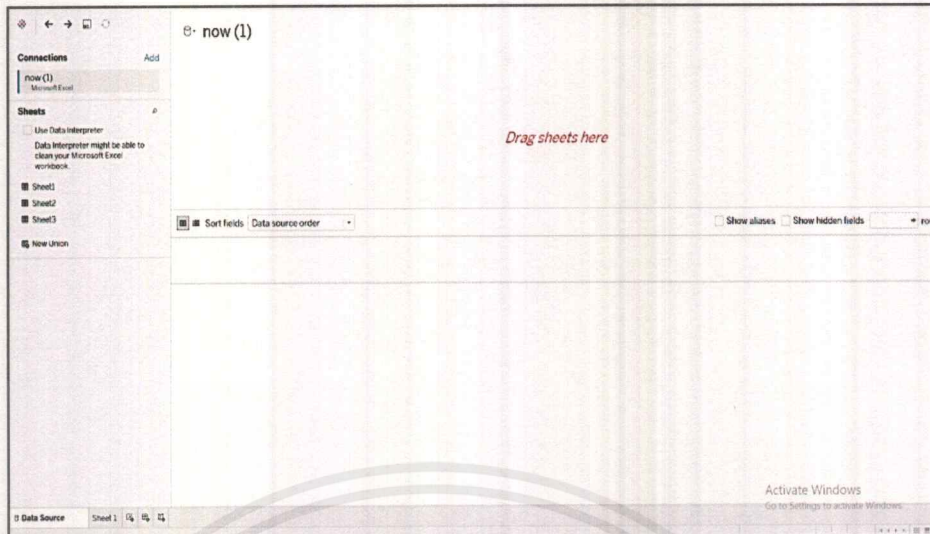 now (1)
Connections
Add
now (1)
Microsoft Excel
Sheets
Use Data Interpreter
Data Interpreter might be able to
clean your Microsoft Excel
workbook.
Sheet1
Sheet2
Sheet3
New Union
Drag sheets here
Sort fields Data source order
Show aliases Show hidden fields
Activate Windows
Go to Settings to activate Windows.
Data Source Sheet 1